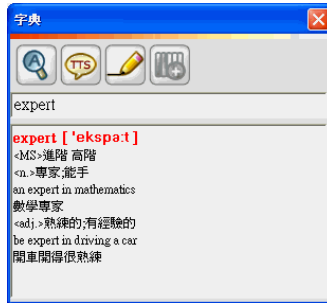 字典
TTS
expert
expert [ 'ekspə:t ]
<MS>進階 高階
<n.>專家;能手
an expert in mathematics
數學專家
<adj.>熟練的;有經驗的
be expert in driving a car
開車開得很熟練